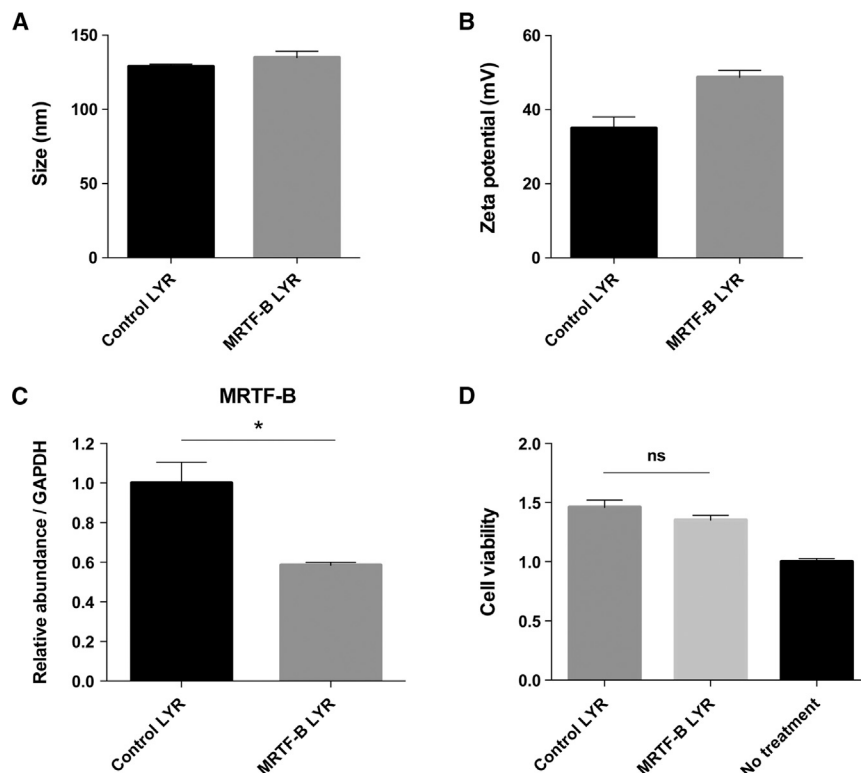 A
Size (nm)
150
100
50
0
Control LYR
MRTF-B LYR
B
Zeta potential (mV)
60
40
20
0
Control LYR
MRTF-B LYR
C
MRTF-B
*
Relative abundance / GAPDH
1.2
1.0
0.8
0.6
0.4
0.2
0.0
Control LYR
MRTF-B LYR
D
ns
Cell viability
2.0
1.5
1.0
0.5
0.0
Control LYR
MRTF-B LYR
No treatment